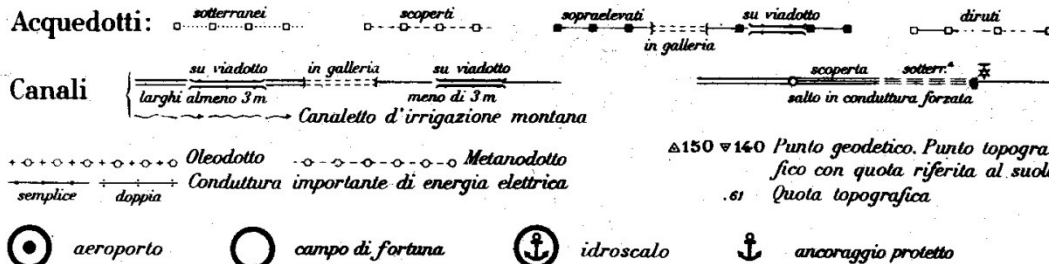 Acquedotti: sotterranei scoperti sopraelevati su viadotto diruti
in galleria
Canali su viadotto in galleria su viadotto scoperta sotterr.ª
larghi almeno 3 m meno di 3 m salto in conduttura forzata
Canaletto d'irrigazione montana
Oleodotto Metanodotto
150 140 Punto geodetico. Punto topogra
fico con quota riferita al suol
Conduttura importante di energia elettrica
semplice doppia
.61 Quota topografica
aeroporto campo di fortuna idroscalo ancoraggio protetto